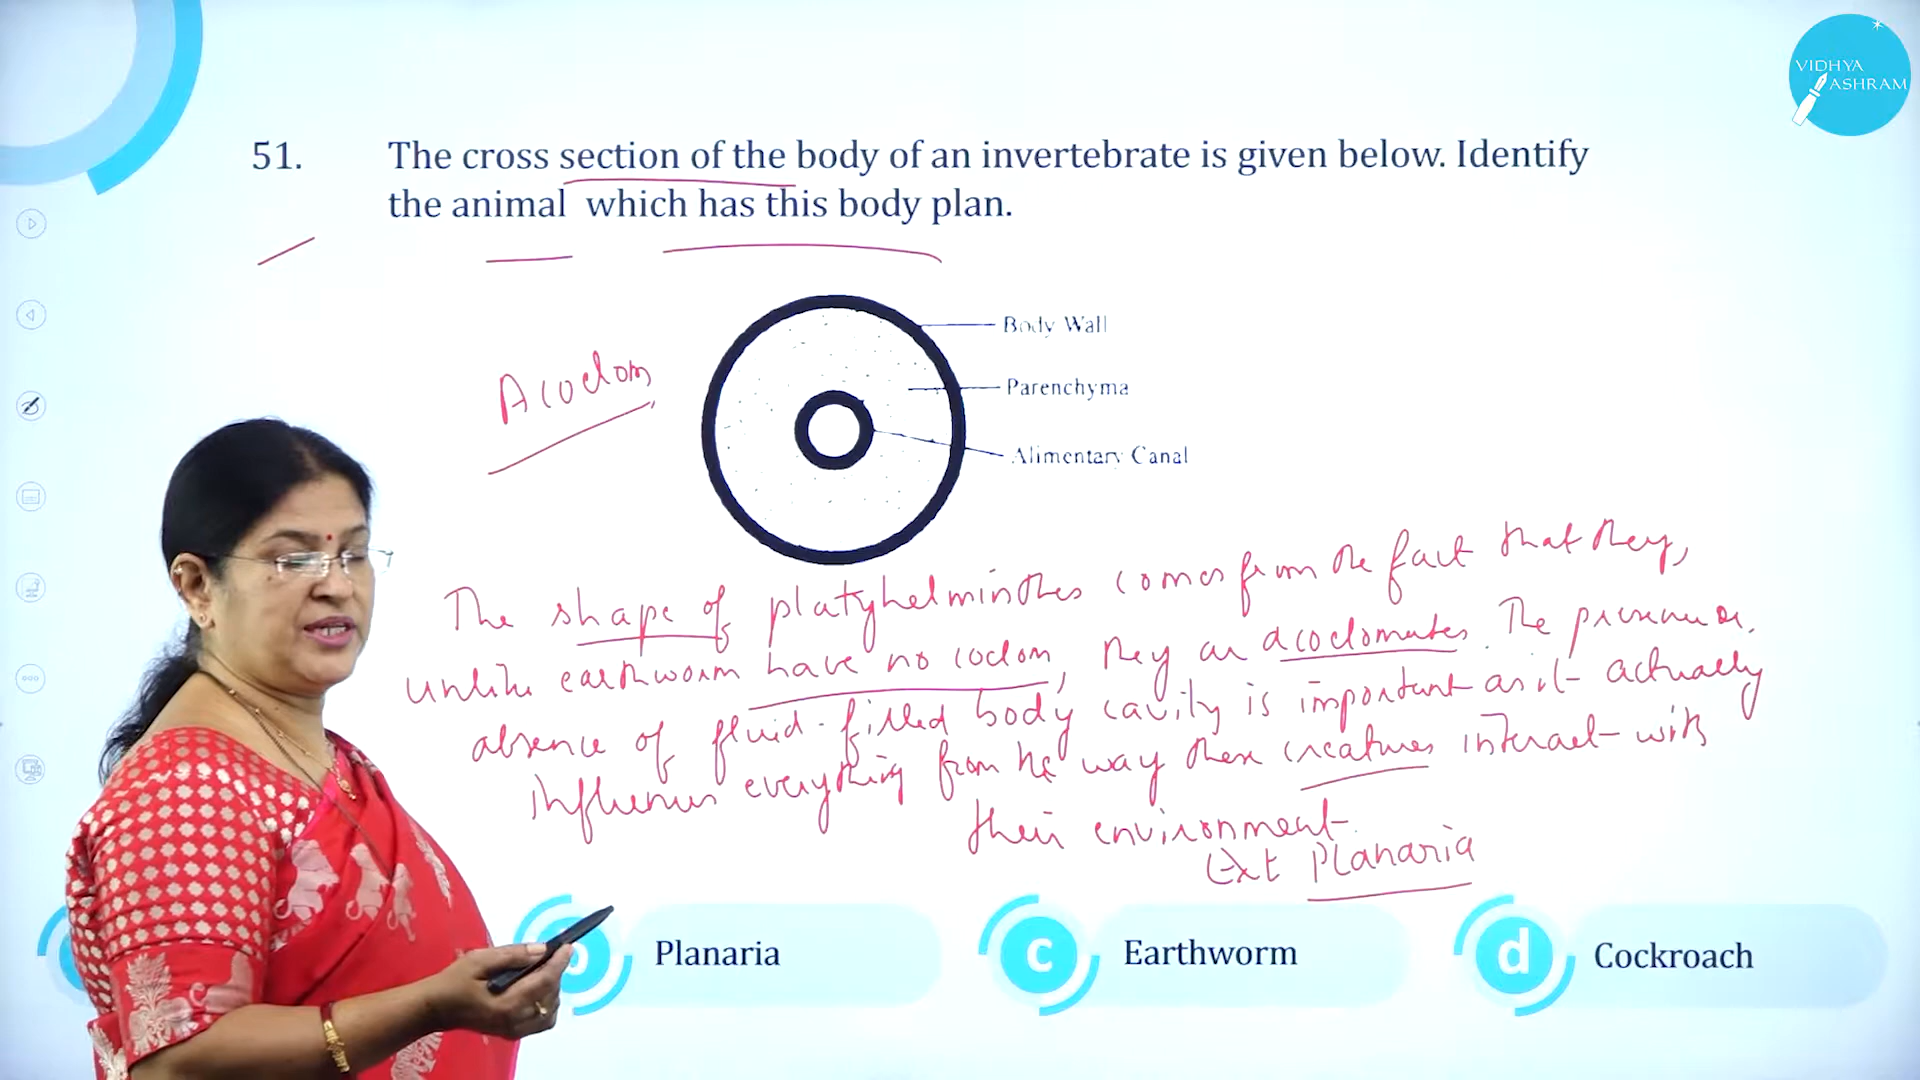 VIDHYA
ASHRAM
51. The cross section of the body of an invertebrate is given below. Identify
the animal which has this body plan.
Body Wall
Acoelom
Parenchyma
Alimentary Canal
The shape of platyhelminthes comes from the fact that they,
unlike earthworm have no coelom, they are acoelomates. The presence or
absence of fluid-filled body cavity is important as it actually
influences everything from the way these creatures interact with
their environment.
Ext Planaria
Planaria
c Earthworm
d Cockroach